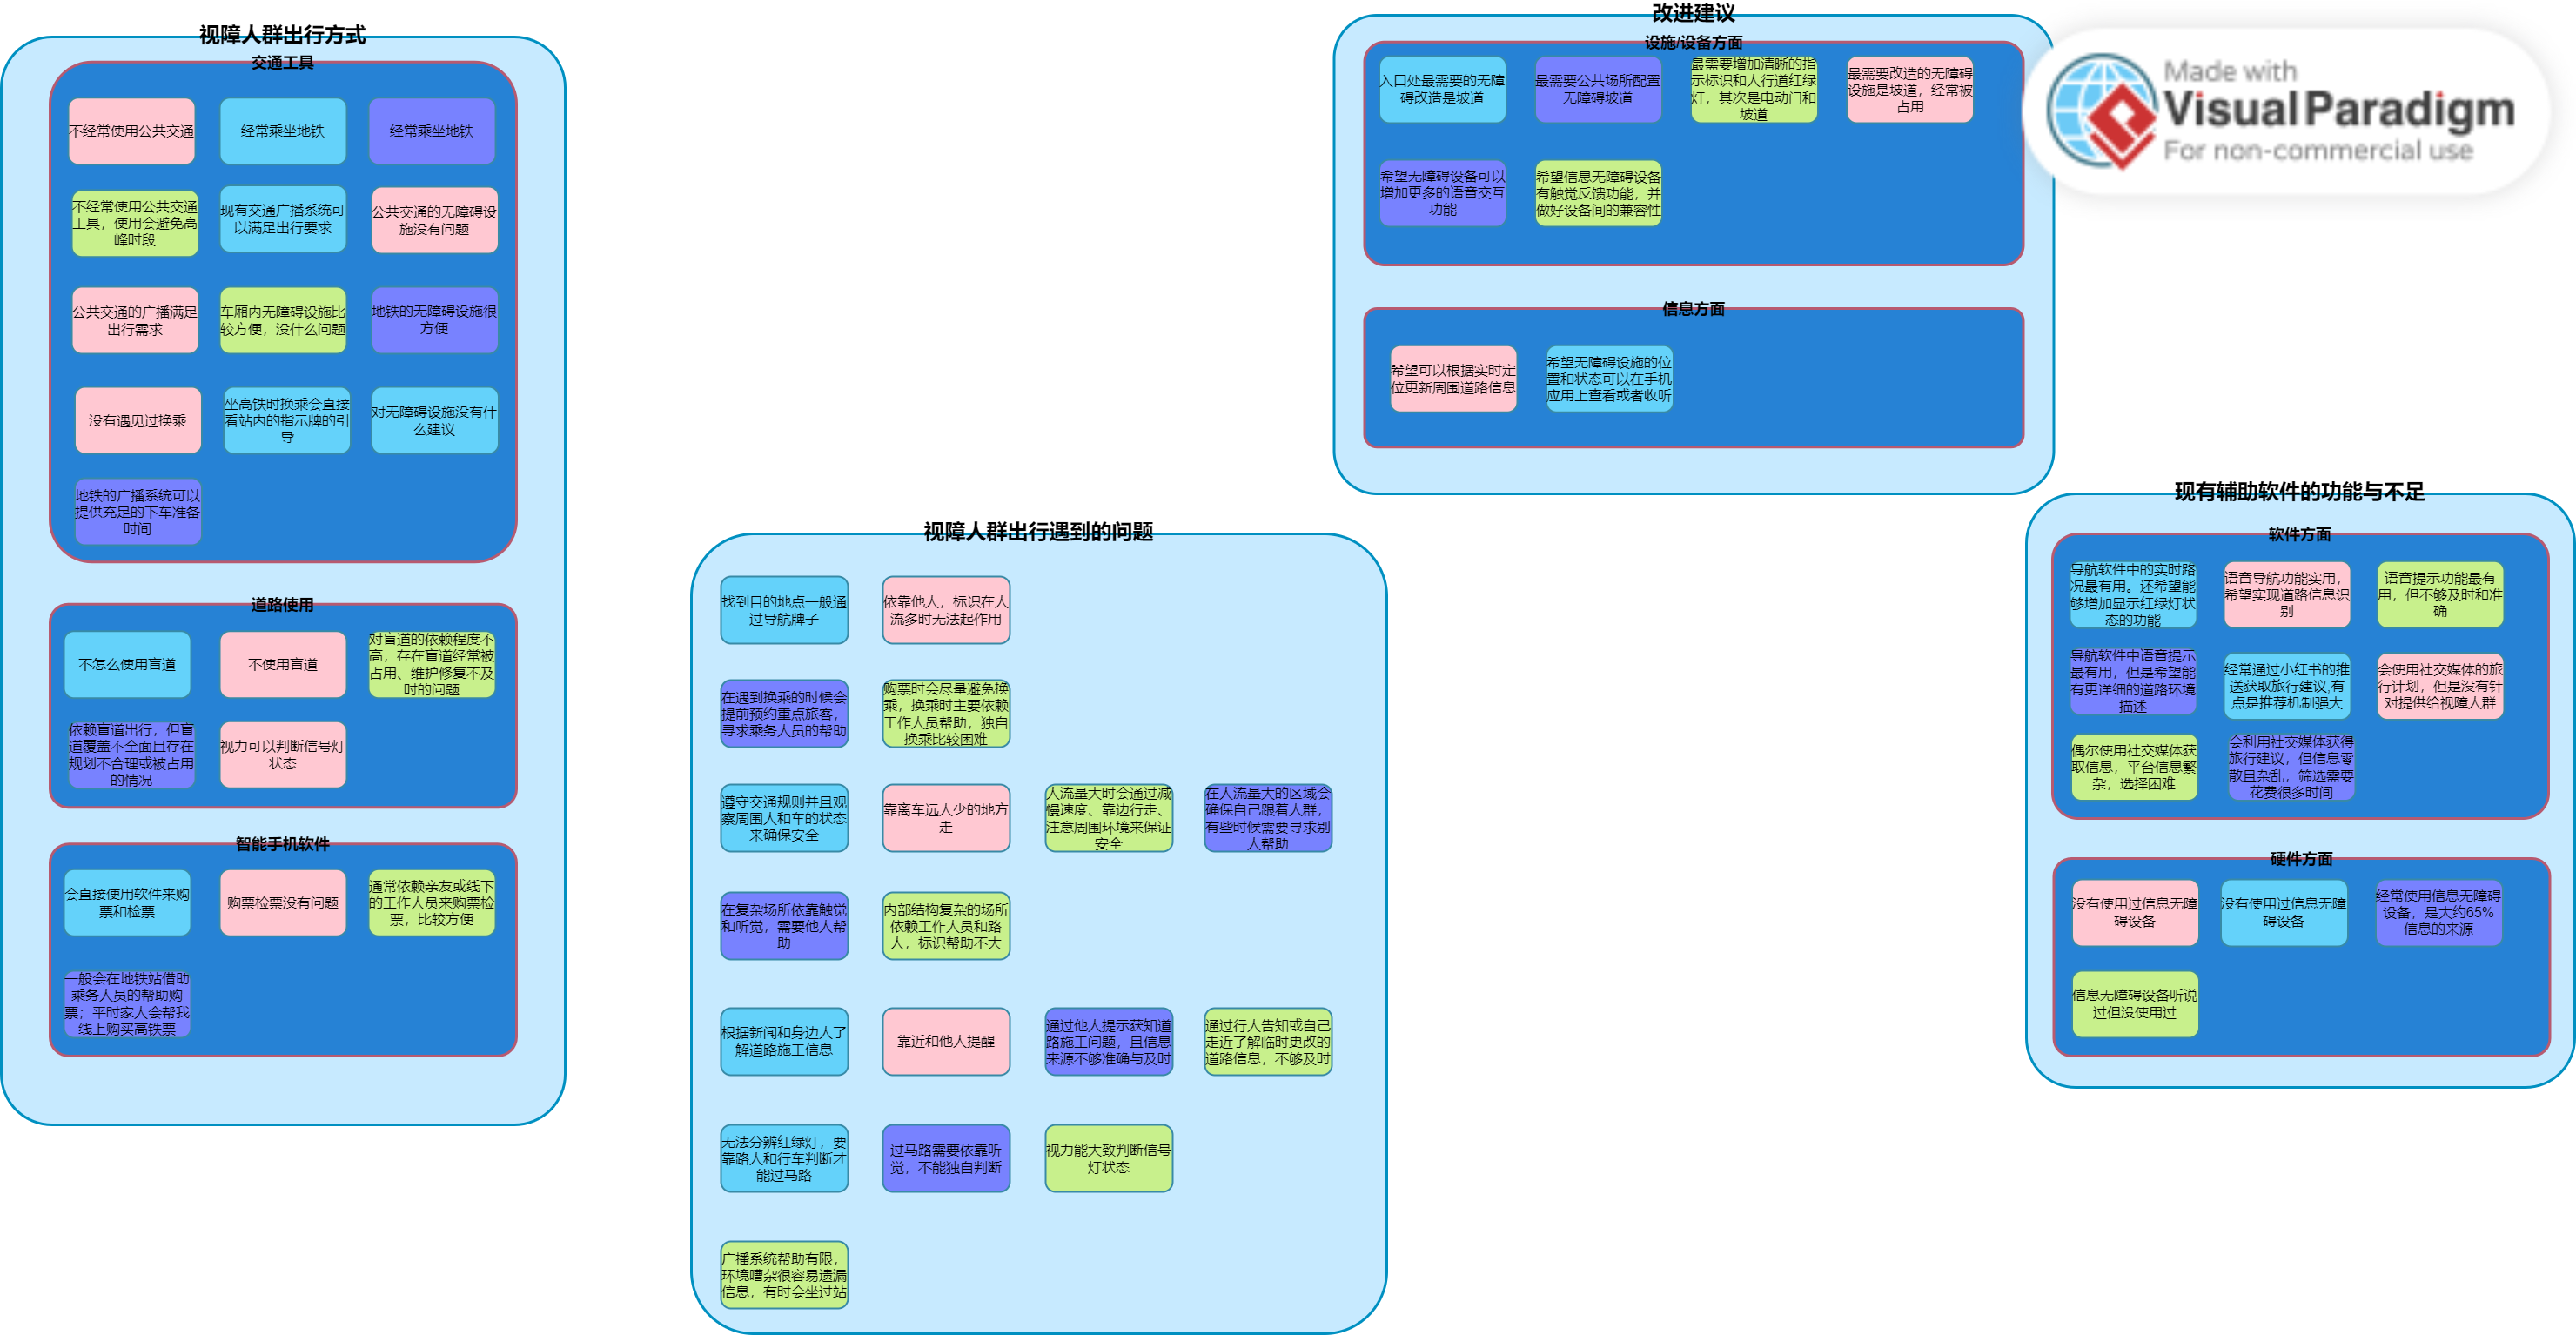 视障人群出行方式
交通工具
不经常使用公共交通
经常乘坐地铁
经常乘坐地铁
不经常使用公共交通
工具，使用会避免高
峰时段
现有交通广播系统可
以满足出行要求
公共交通的无障碍设
施没有问题
公共交通的广播满足
出行需求
车厢内无障碍设施比
较方便，没什么问题
地铁的无障碍设施很
方便
没有遇见过换乘
坐高铁时换乘会直接
看站内的指示牌的引
导
对无障碍设施没有什
么建议
地铁的广播系统可以
提供充足的下车准备
时间
道路使用
不怎么使用盲道
不使用盲道
对盲道的依赖程度不
高，存在盲道经常被
占用、维护修复不及
时的问题
依赖盲道出行，但盲
道覆盖不全面且存在
规划不合理或被占用
的情况
视力可以判断信号灯
状态
智能手机软件
会直接使用软件来购
票和检票
购票检票没有问题
通常依赖亲友或线下
的工作人员来购票检
票，比较方便
一般会在地铁站借助
乘务人员的帮助购
票；平时家人会帮我
线上购买高铁票
视障人群出行遇到的问题
找到目的地点一般通
过导航牌子
依靠他人，标识在人
流多时无法起作用
在遇到换乘的时候会
提前预约重点旅客，
寻求乘务人员的帮助
购票时会尽量避免换
乘，换乘时主要依赖
工作人员帮助，独自
换乘比较困难
遵守交通规则并且观
察周围人和车的状态
来确保安全
靠离车远人少的地方
走
人流量大时会通过减
慢速度、靠边行走、
注意周围环境来保证
安全
在人流量大的区域会
确保自己跟着人群，
有些时候需要寻求别
人帮助
在复杂场所依靠触觉
和听觉，需要他人帮
助
内部结构复杂的场所
依赖工作人员和路
人，标识帮助不大
根据新闻和身边人了
解道路施工信息
靠近和他人提醒
通过他人提示获知道
路施工问题，且信息
来源不够准确与及时
通过行人告知或自己
走近了解临时更改的
道路信息，不够及时
无法分辨红绿灯，要
靠路人和行车判断才
能过马路
过马路需要依靠听
觉，不能独自判断
视力能大致判断信号
灯状态
广播系统帮助有限，
环境嘈杂很容易遗漏
信息，有时会坐过站
改进建议
设施/设备方面
入口处最需要的无障
碍改造是坡道
最需要公共场所配置
无障碍坡道
最需要增加清晰的指
示标识和人行道红绿
灯，其次是电动门和
坡道
最需要改造的无障碍
设施是坡道，经常被
占用
希望无障碍设备可以
增加更多的语音交互
功能
希望信息无障碍设备
有触觉反馈功能，并
做好设备间的兼容性
信息方面
希望可以根据实时定
位更新周围道路信息
希望无障碍设施的位
置和状态可以在手机
应用上查看或者收听
Made with
Visual Paradigm
For non-commercial use
现有辅助软件的功能与不足
软件方面
导航软件中的实时路
况最有用。还希望能
够增加显示红绿灯状
态的功能
语音导航功能实用，
希望实现道路信息识
别
语音提示功能最有
用，但不够及时和准
确
导航软件中语音提示
最有用，但是希望能
有更详细的道路环境
描述
经常通过小红书的推
送获取旅行建议,有
点是推荐机制强大
会使用社交媒体的旅
行计划，但是没有针
对提供给视障人群
偶尔使用社交媒体获
取信息，平台信息繁
杂，选择困难
会利用社交媒体获得
旅行建议，但信息零
散且杂乱，筛选需要
花费很多时间
硬件方面
没有使用过信息无障
碍设备
没有使用过信息无障
碍设备
经常使用信息无障碍
设备，是大约65%
信息的来源
信息无障碍设备听说
过但没使用过